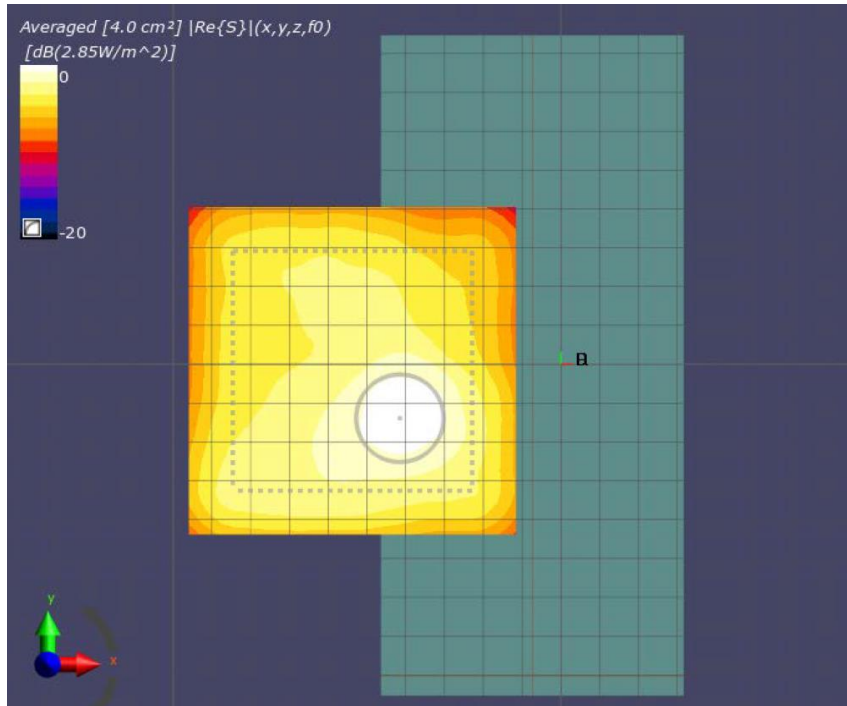 Averaged [4.0 cm²] |Re{S}|(x,y,z,f0)
[dB(2.85W/m^2)]
0
-20
y
x